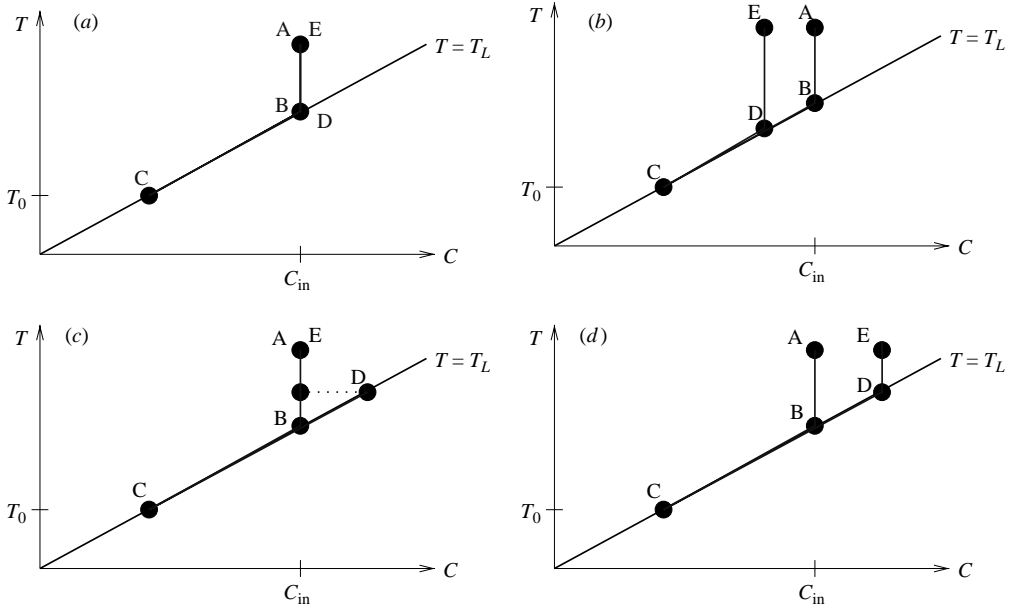 T (a) A E T = T_L
B D
C
T_0
C
C_in
T (b) E A T = T_L
B
D
C
T_0
C
C_in
T (c) A E T = T_L
D
B
C
T_0
C
C_in
T (d) A E T = T_L
D
B
C
T_0
C
C_in